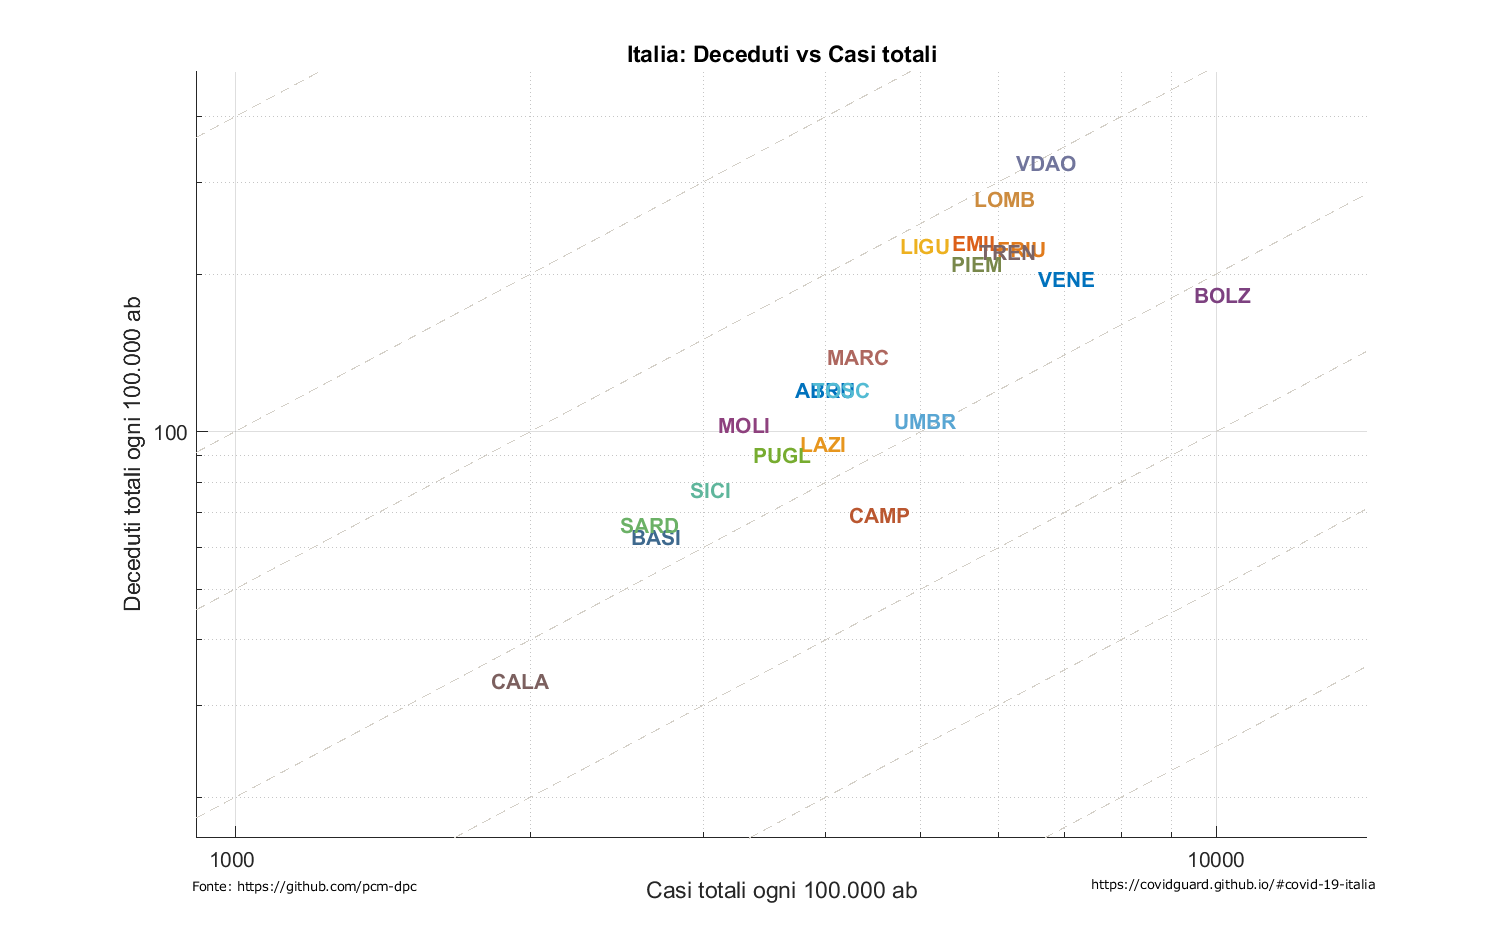 Italia: Deceduti vs Casi totali
VDAO
LOMB
LIGU
EMIL
FRIU
TREN
PIEM
VENE
BOLZ
MARC
ABRU
TOSC
MOLI
UMBR
LAZI
PUGL
SICI
CAMP
SARD
BASI
CALA
Deceduti totali ogni 100.000 ab
100
1000
10000
Casi totali ogni 100.000 ab
Fonte: https://github.com/pcm-dpc
https://covidguard.github.io/#covid-19-italia